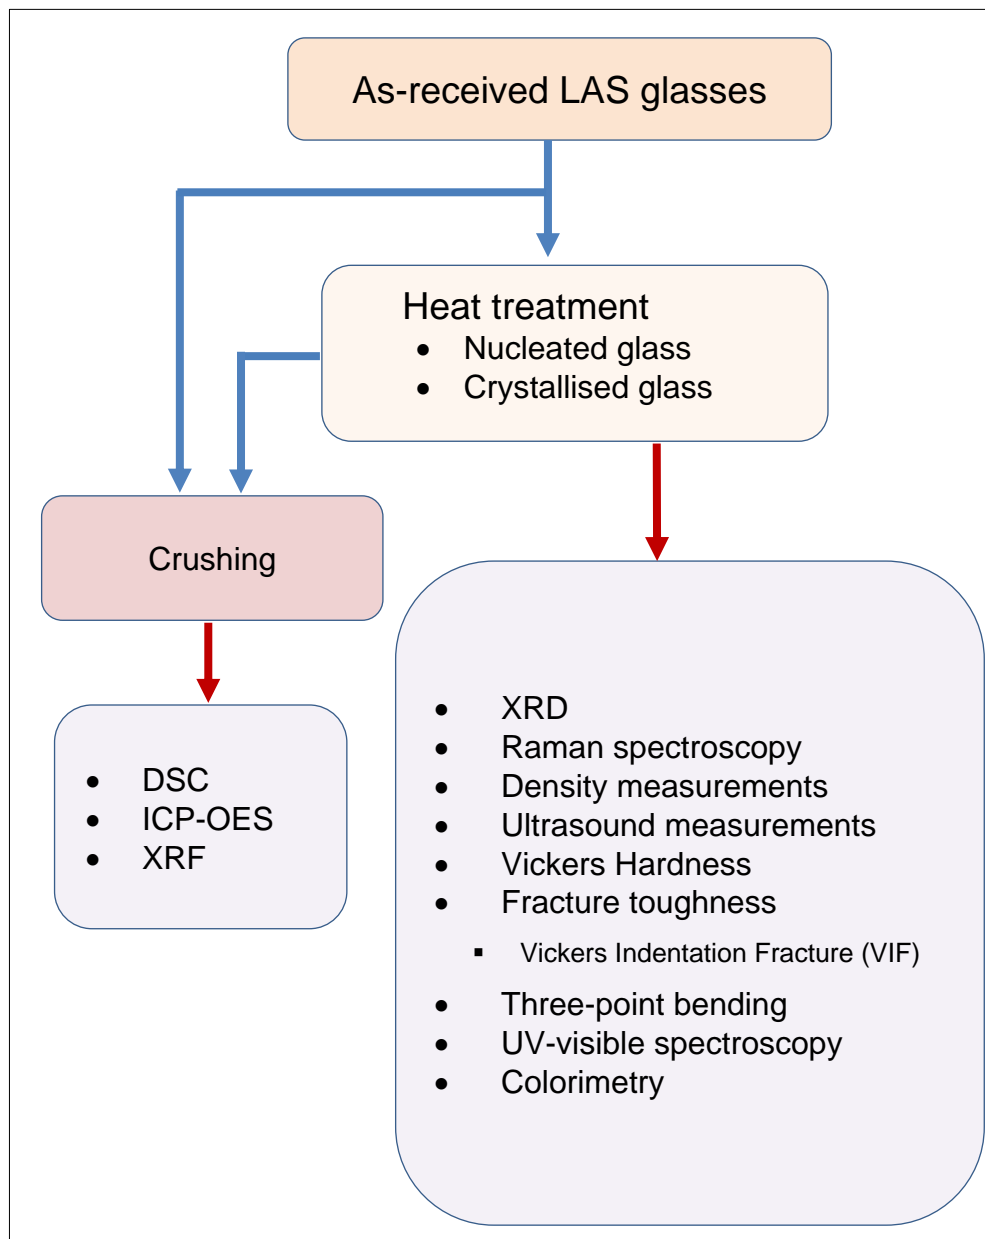 As-received LAS glasses
Heat treatment
• Nucleated glass
• Crystallised glass
Crushing
• DSC
• ICP-OES
• XRF
• XRD
• Raman spectroscopy
• Density measurements
• Ultrasound measurements
• Vickers Hardness
• Fracture toughness
▪ Vickers Indentation Fracture (VIF)
• Three-point bending
• UV-visible spectroscopy
• Colorimetry